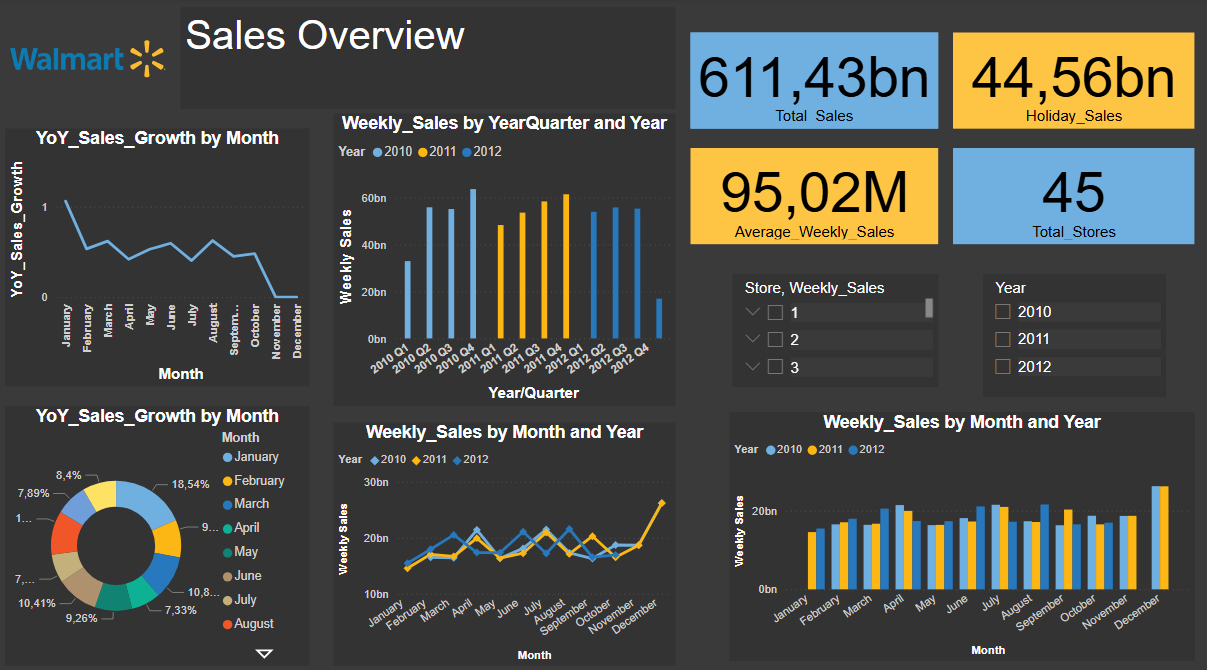 Walmart
Sales Overview
611,43bn
Total_Sales
44,56bn
Holiday_Sales
95,02M
Average_Weekly_Sales
45
Total_Stores
YoY_Sales_Growth by Month
YoY_Sales_Growth
1
0
January
February
March
April
May
June
July
August
Septem…
October
November
December
Month
Weekly_Sales by YearQuarter and Year
Year 2010 2011 2012
Weekly Sales
60bn
40bn
20bn
0bn
2010 Q1
2010 Q2
2010 Q3
2010 Q4
2011 Q1
2011 Q2
2011 Q3
2011 Q4
2012 Q1
2012 Q2
2012 Q3
2012 Q4
Year/Quarter
Store, Weekly_Sales
1
2
3
Year
2010
2011
2012
YoY_Sales_Growth by Month
Month
January
February
March
April
May
June
July
August
18,54%
9…
10,8…
7,33%
9,26%
10,41%
7,…
1…
7,89%
8,4%
Weekly_Sales by Month and Year
Year 2010 2011 2012
Weekly Sales
30bn
20bn
10bn
January
February
March
April
May
June
July
August
September
October
November
December
Month
Weekly_Sales by Month and Year
Year 2010 2011 2012
Weekly Sales
20bn
0bn
January
February
March
April
May
June
July
August
September
October
November
December
Month